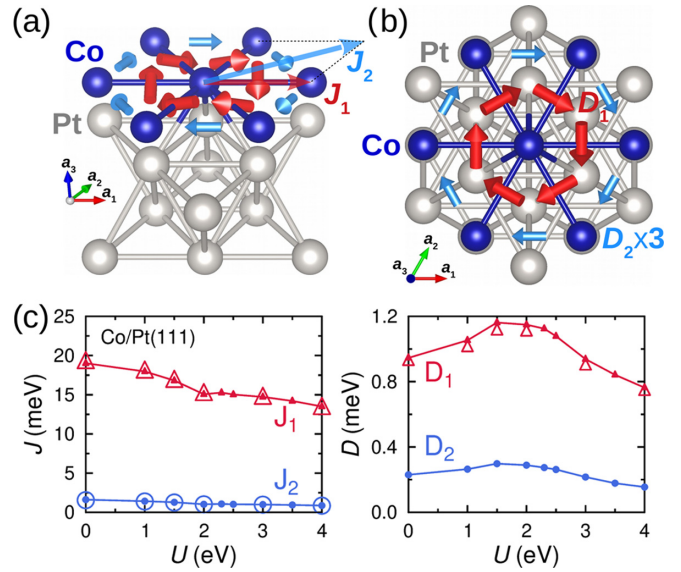 (a)
Co
J2
J1
Pt
a3
a2
a1
(b)
Pt
D1
Co
D2x3
a2
a3
a1
(c)
25
20
15
10
5
0
J (meV)
Co/Pt(111)
J1
J2
0 1 2 3 4
U (eV)
1.2
0.8
0.4
0.0
D (meV)
D1
D2
0 1 2 3 4
U (eV)